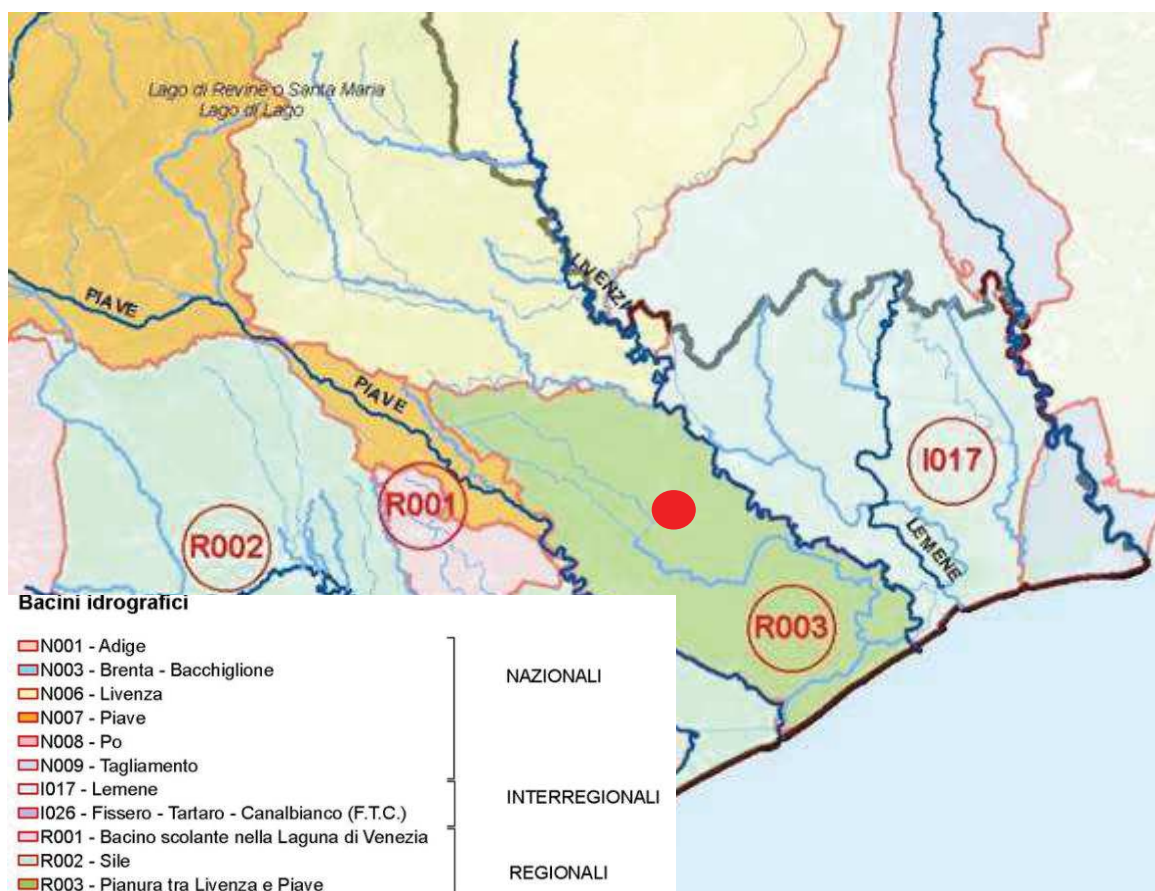 Lago di Revine o Santa Maria
Lago di Lago
LIVENZA
PIAVE
PIAVE
I017
R001
R002
LEMENE
R003
Bacini idrografici
N001 - Adige
N003 - Brenta - Bacchiglione
N006 - Livenza
N007 - Piave
N008 - Po
N009 - Tagliamento
I017 - Lemene
I026 - Fissero - Tartaro - Canalbianco (F.T.C.)
R001 - Bacino scolante nella Laguna di Venezia
R002 - Sile
R003 - Pianura tra Livenza e Piave
NAZIONALI
INTERREGIONALI
REGIONALI